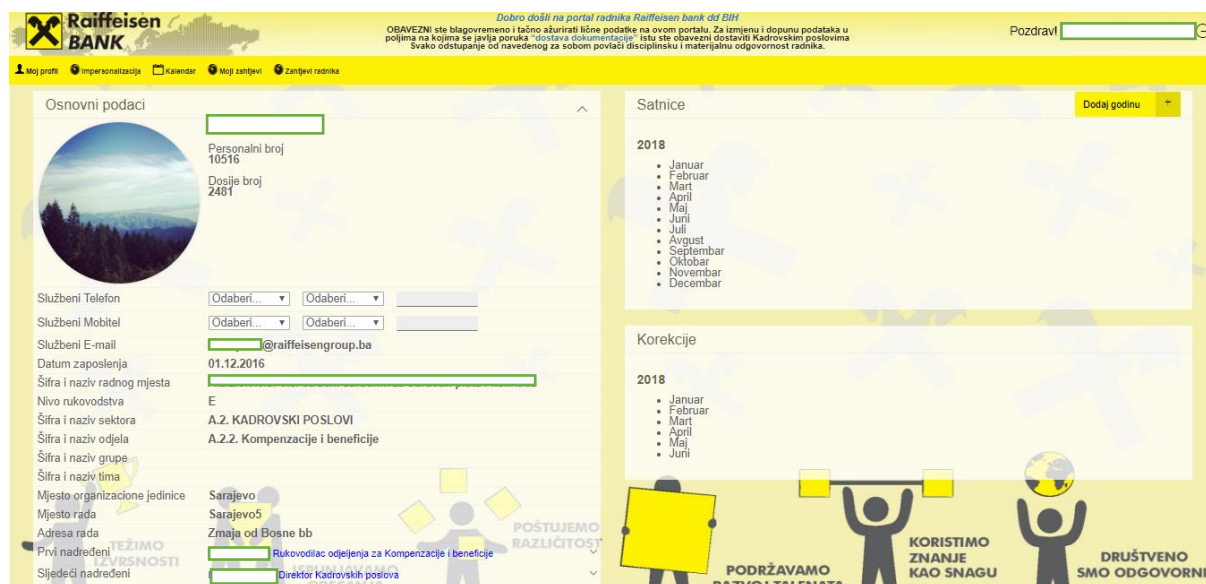 Raiffeisen
BANK
Dobro došli na portal radnika Raiffeisen bank dd BIH
OBAVEZNI ste blagovremeno i tačno ažurirati lične podatke na ovom portalu. Za izmjenu i dopunu podataka u
poljima na kojima se javlja poruka "dostava dokumentacije" istu ste obavezni dostaviti Kadrovskim poslovima
Svako odstupanje od navedenog za sobom povlači disciplinsku i materijalnu odgovornost radnika.
Pozdrav!
Moj profil Impersonalizacija Kalendar Moji zahtjevi Zahtjevi radnika
Osnovni podaci
Personalni broj
10516
Dosije broj
2481
Službeni Telefon Odaberi... Odaberi...
Službeni Mobitel Odaberi... Odaberi...
Službeni E-mail @raiffeisengroup.ba
Datum zaposlenja 01.12.2016
Šifra i naziv radnog mjesta
Nivo rukovodstva E
Šifra i naziv sektora A.2. KADROVSKI POSLOVI
Šifra i naziv odjela A.2.2. Kompenzacije i beneficije
Šifra i naziv grupe
Šifra i naziv tima
Mjesto organizacione jedinice Sarajevo
Mjesto rada Sarajevo5
Adresa rada Zmaja od Bosne bb
Prvi nadređeni Rukovodilac odjeljenja za Kompenzacije i beneficije
Sljedeći nadređeni Direktor Kadrovskih poslova
Satnice
Dodaj godinu +
2018
Januar
Februar
Mart
April
Maj
Juni
Juli
Avgust
Septembar
Oktobar
Novembar
Decembar
Korekcije
2018
Januar
Februar
Mart
April
Maj
Juni
TEŽIMO
IZVRSNOSTI
POŠTUJEMO
RAZLIČITOST
PODRŽAVAMO
KORISTIMO
ZNANJE
KAO SNAGU
DRUŠTVENO
SMO ODGOVORNI